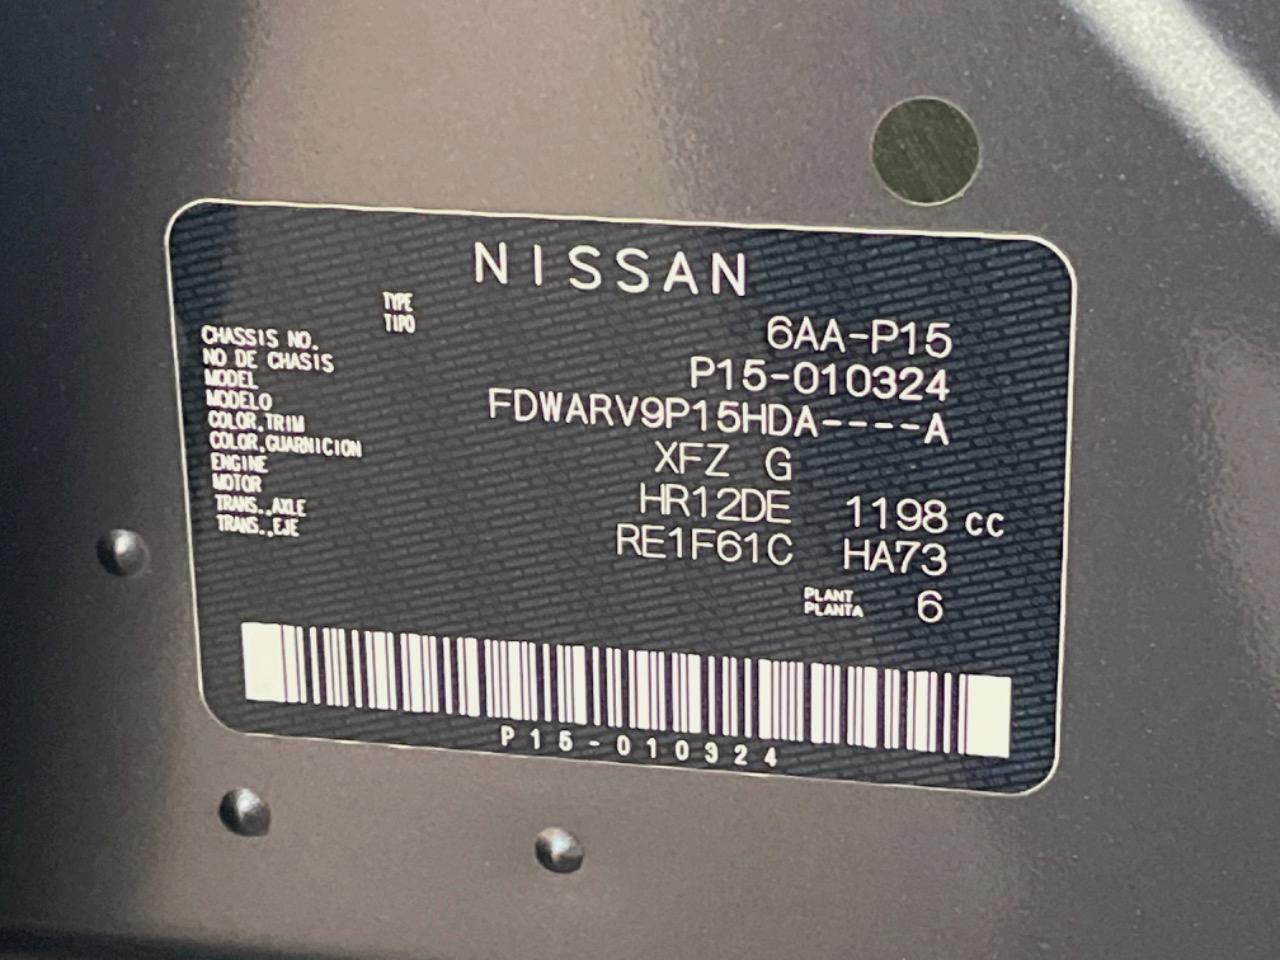 NISSAN
TYPE
TIPO 6AA-P15
CHASSIS NO.
NO DE CHASIS P15-010324
MODEL
MODELO FDWARV9P15HDA----A
COLOR,TRIM
COLOR,GUARNICION XFZ G
ENGINE
MOTOR HR12DE 1198 cc
TRANS.,AXLE
TRANS.,EJE RE1F61C HA73
PLANT
PLANTA 6
P15-010324